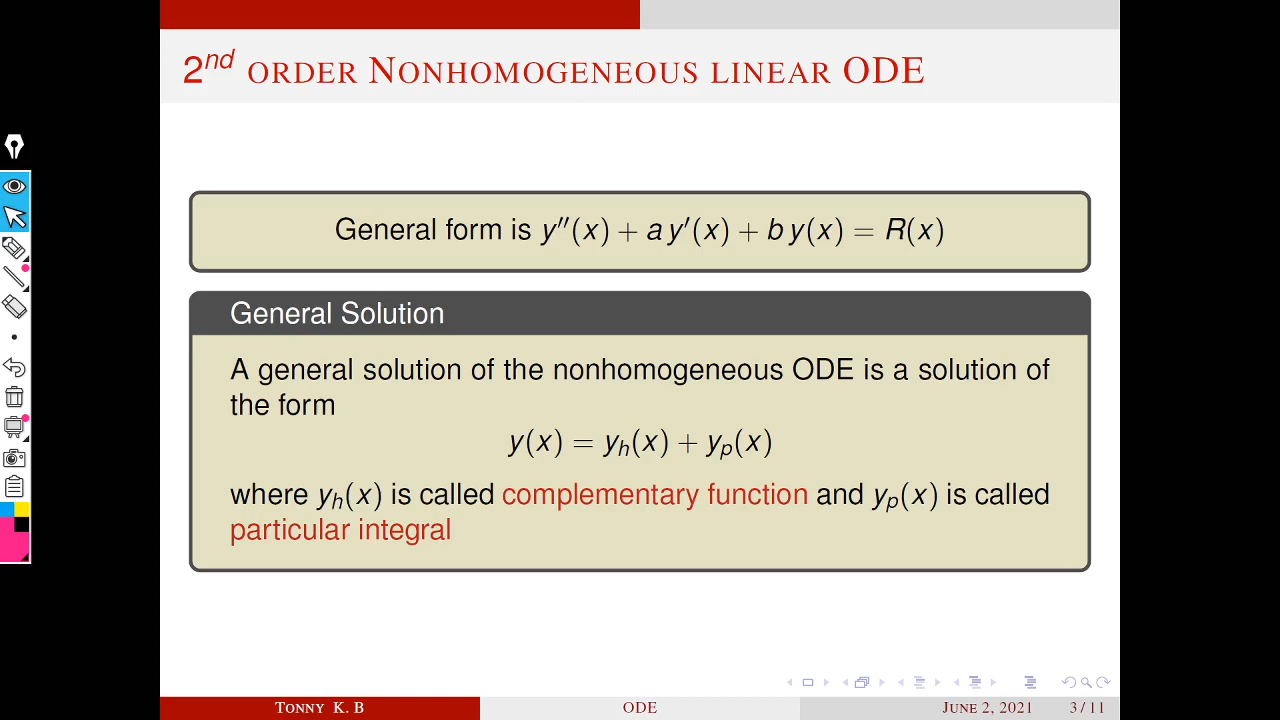 2nd ORDER NONHOMOGENEOUS LINEAR ODE
General form is y″(x) + a y′(x) + b y(x) = R(x)
General Solution
A general solution of the nonhomogeneous ODE is a solution of
the form
y(x) = yₕ(x) + yₚ(x)
where yₕ(x) is called complementary function and yₚ(x) is called
particular integral
TONNY K. B ODE JUNE 2, 2021 3 / 11